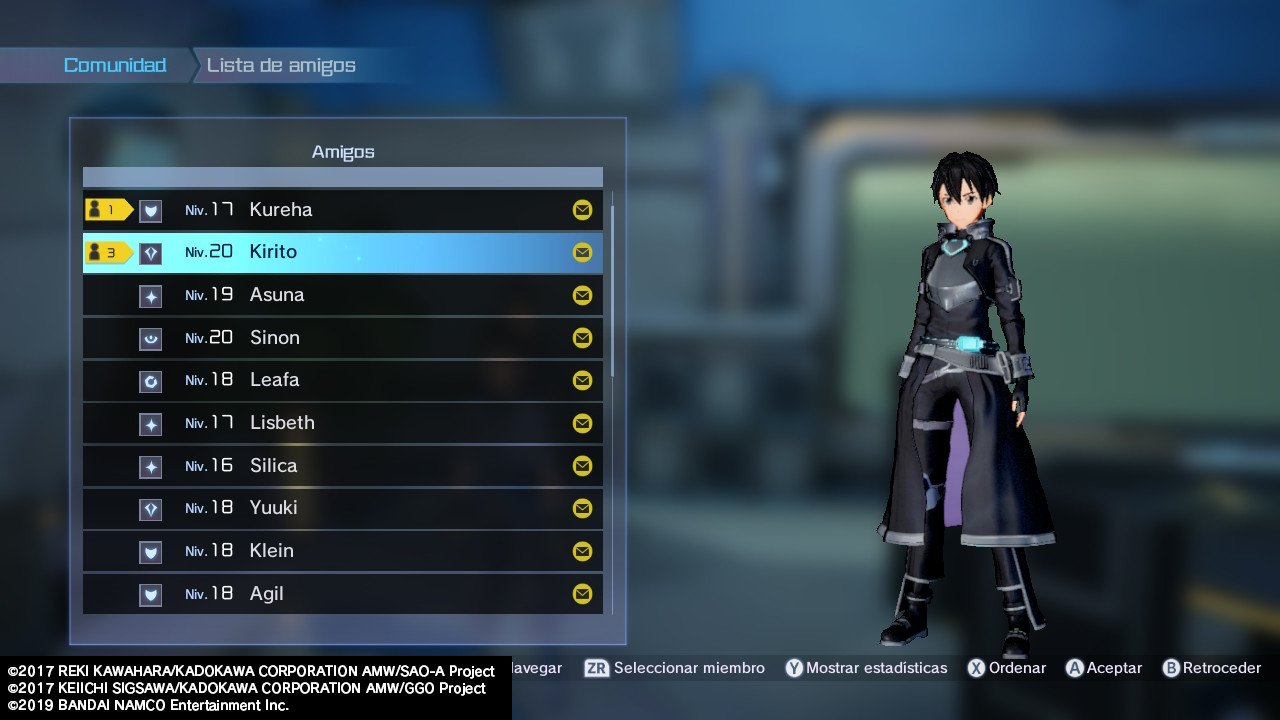 Comunidad
Lista de amigos
Amigos
1 Niv.17 Kureha
3 Niv.20 Kirito
Niv.19 Asuna
Niv.20 Sinon
Niv.18 Leafa
Niv.17 Lisbeth
Niv.16 Silica
Niv.18 Yuuki
Niv.18 Klein
Niv.18 Agil
ZR Seleccionar miembro Y Mostrar estadísticas X Ordenar A Aceptar B Retroceder
©2017 REKI KAWAHARA/KADOKAWA CORPORATION AMW/SAO-A Project
©2017 KEIICHI SIGSAWA/KADOKAWA CORPORATION AMW/GGO Project
©2019 BANDAI NAMCO Entertainment Inc.